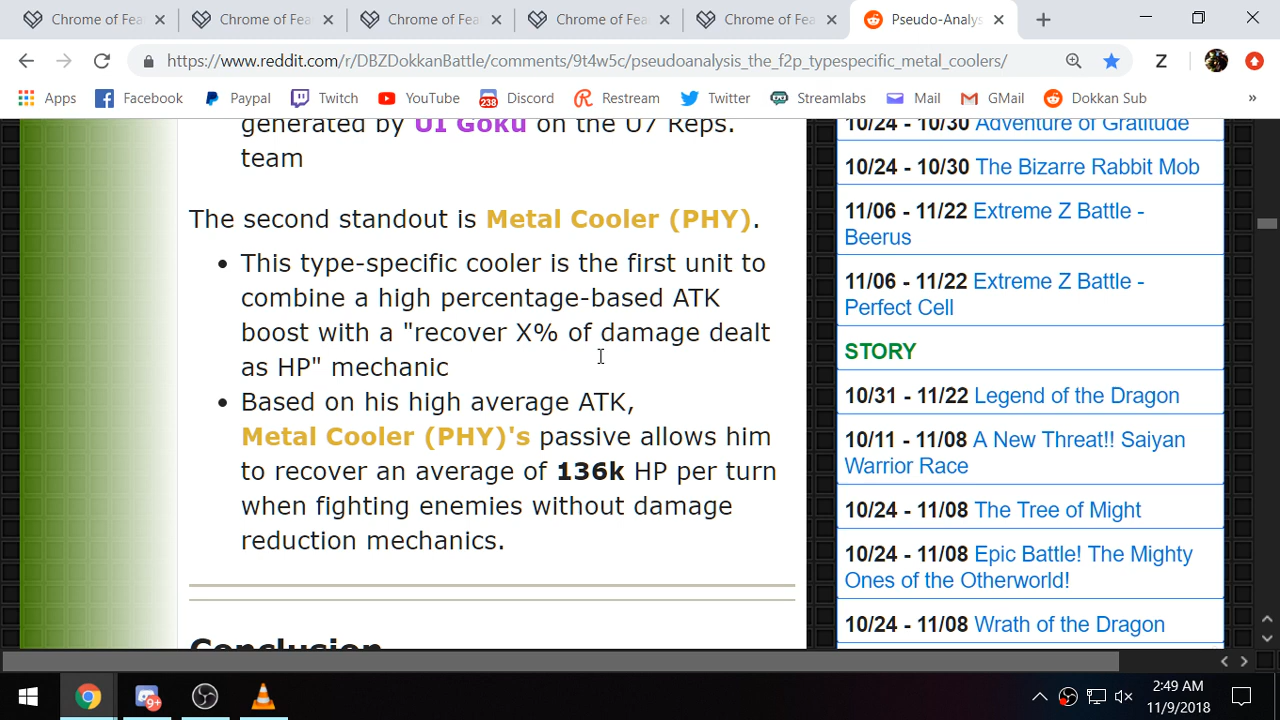 Chrome of Fea
Chrome of Fea
Chrome of Fea
Chrome of Fea
Chrome of Fea
Pseudo-Analys
https://www.reddit.com/r/DBZDokkanBattle/comments/9t4w5c/pseudoanalysis_the_f2p_typespecific_metal_coolers/
Z
Apps
Facebook
Paypal
Twitch
YouTube
238
Discord
Restream
Twitter
Streamlabs
Mail
GMail
Dokkan Sub
»
generated by UI Goku on the U7 Reps.
team
The second standout is Metal Cooler (PHY).
• This type-specific cooler is the first unit to
combine a high percentage-based ATK
boost with a "recover X% of damage dealt
as HP" mechanic
• Based on his high average ATK,
Metal Cooler (PHY)'s passive allows him
to recover an average of 136k HP per turn
when fighting enemies without damage
reduction mechanics.
Conclusion
10/24 - 10/30 Adventure of Gratitude
10/24 - 10/30 The Bizarre Rabbit Mob
11/06 - 11/22 Extreme Z Battle -
Beerus
11/06 - 11/22 Extreme Z Battle -
Perfect Cell
STORY
10/31 - 11/22 Legend of the Dragon
10/11 - 11/08 A New Threat!! Saiyan
Warrior Race
10/24 - 11/08 The Tree of Might
10/24 - 11/08 Epic Battle! The Mighty
Ones of the Otherworld!
10/24 - 11/08 Wrath of the Dragon
9+
2:49 AM
11/9/2018